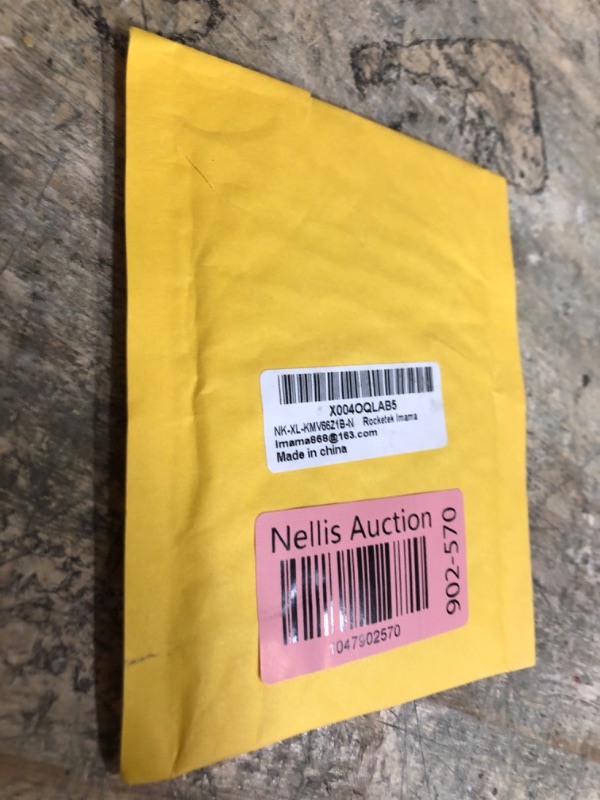 X004OQLAB5
NK-XL-KMV66Z1B-N Rocketek Imama
Imama868@163.com
Made in china
Nellis Auction
902-570
1047902570